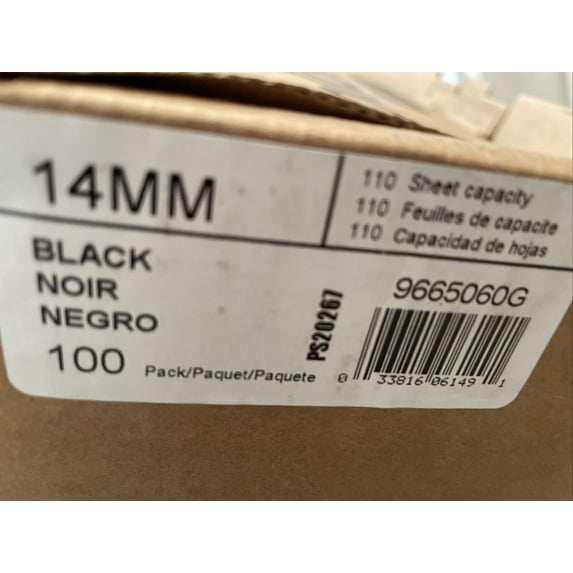 14MM
110 Sheet capacity
110 Feuilles de capacite
110 Capacidad de hojas
BLACK
NOIR
NEGRO
100 Pack/Paquet/Paquete
PS20267
9665060G
0 33816 06149 1